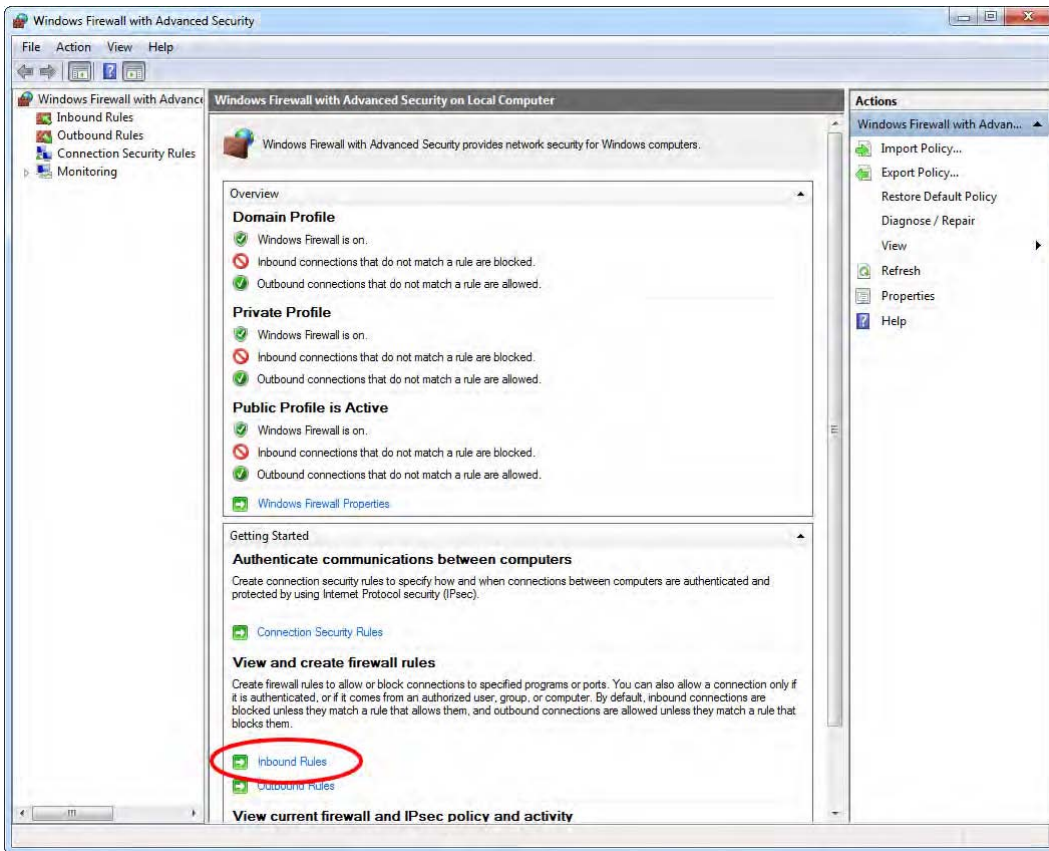 Windows Firewall with Advanced Security
File Action View Help
Windows Firewall with Advance
Inbound Rules
Outbound Rules
Connection Security Rules
Monitoring
Windows Firewall with Advanced Security on Local Computer
Windows Firewall with Advanced Security provides network security for Windows computers.
Overview
Domain Profile
Windows Firewall is on.
Inbound connections that do not match a rule are blocked.
Outbound connections that do not match a rule are allowed.
Private Profile
Windows Firewall is on.
Inbound connections that do not match a rule are blocked.
Outbound connections that do not match a rule are allowed.
Public Profile is Active
Windows Firewall is on.
Inbound connections that do not match a rule are blocked.
Outbound connections that do not match a rule are allowed.
Windows Firewall Properties
Getting Started
Authenticate communications between computers
Create connection security rules to specify how and when connections between computers are authenticated and
protected by using Internet Protocol security (IPsec).
Connection Security Rules
View and create firewall rules
Create firewall rules to allow or block connections to specified programs or ports. You can also allow a connection only if
it is authenticated, or if it comes from an authorized user, group, or computer. By default, inbound connections are
blocked unless they match a rule that allows them, and outbound connections are allowed unless they match a rule that
blocks them.
Inbound Rules
Outbound Rules
View current firewall and IPsec policy and activity
Actions
Windows Firewall with Advan...
Import Policy...
Export Policy...
Restore Default Policy
Diagnose / Repair
View
Refresh
Properties
Help